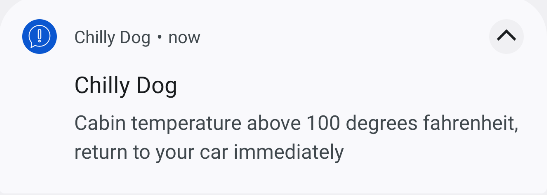 Chilly Dog • now
Chilly Dog
Cabin temperature above 100 degrees fahrenheit,
return to your car immediately